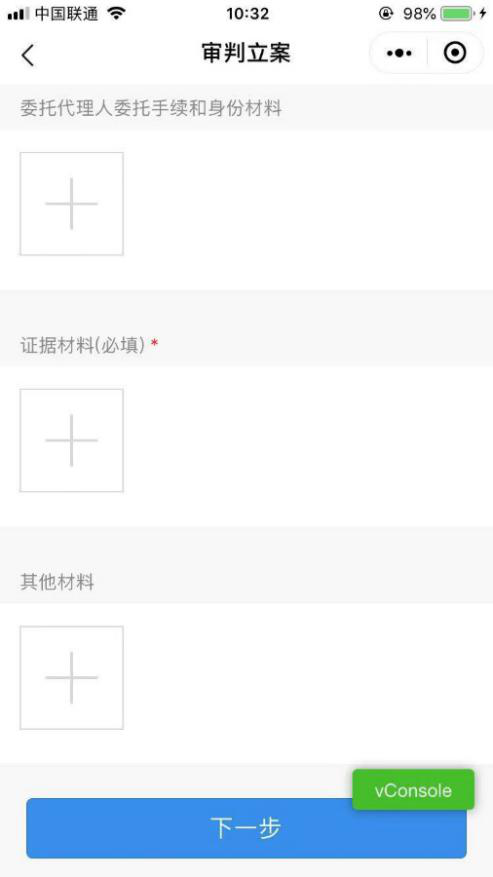 中国联通 10:32 98%
审判立案
委托代理人委托手续和身份材料
证据材料(必填) *
其他材料
vConsole
下一步